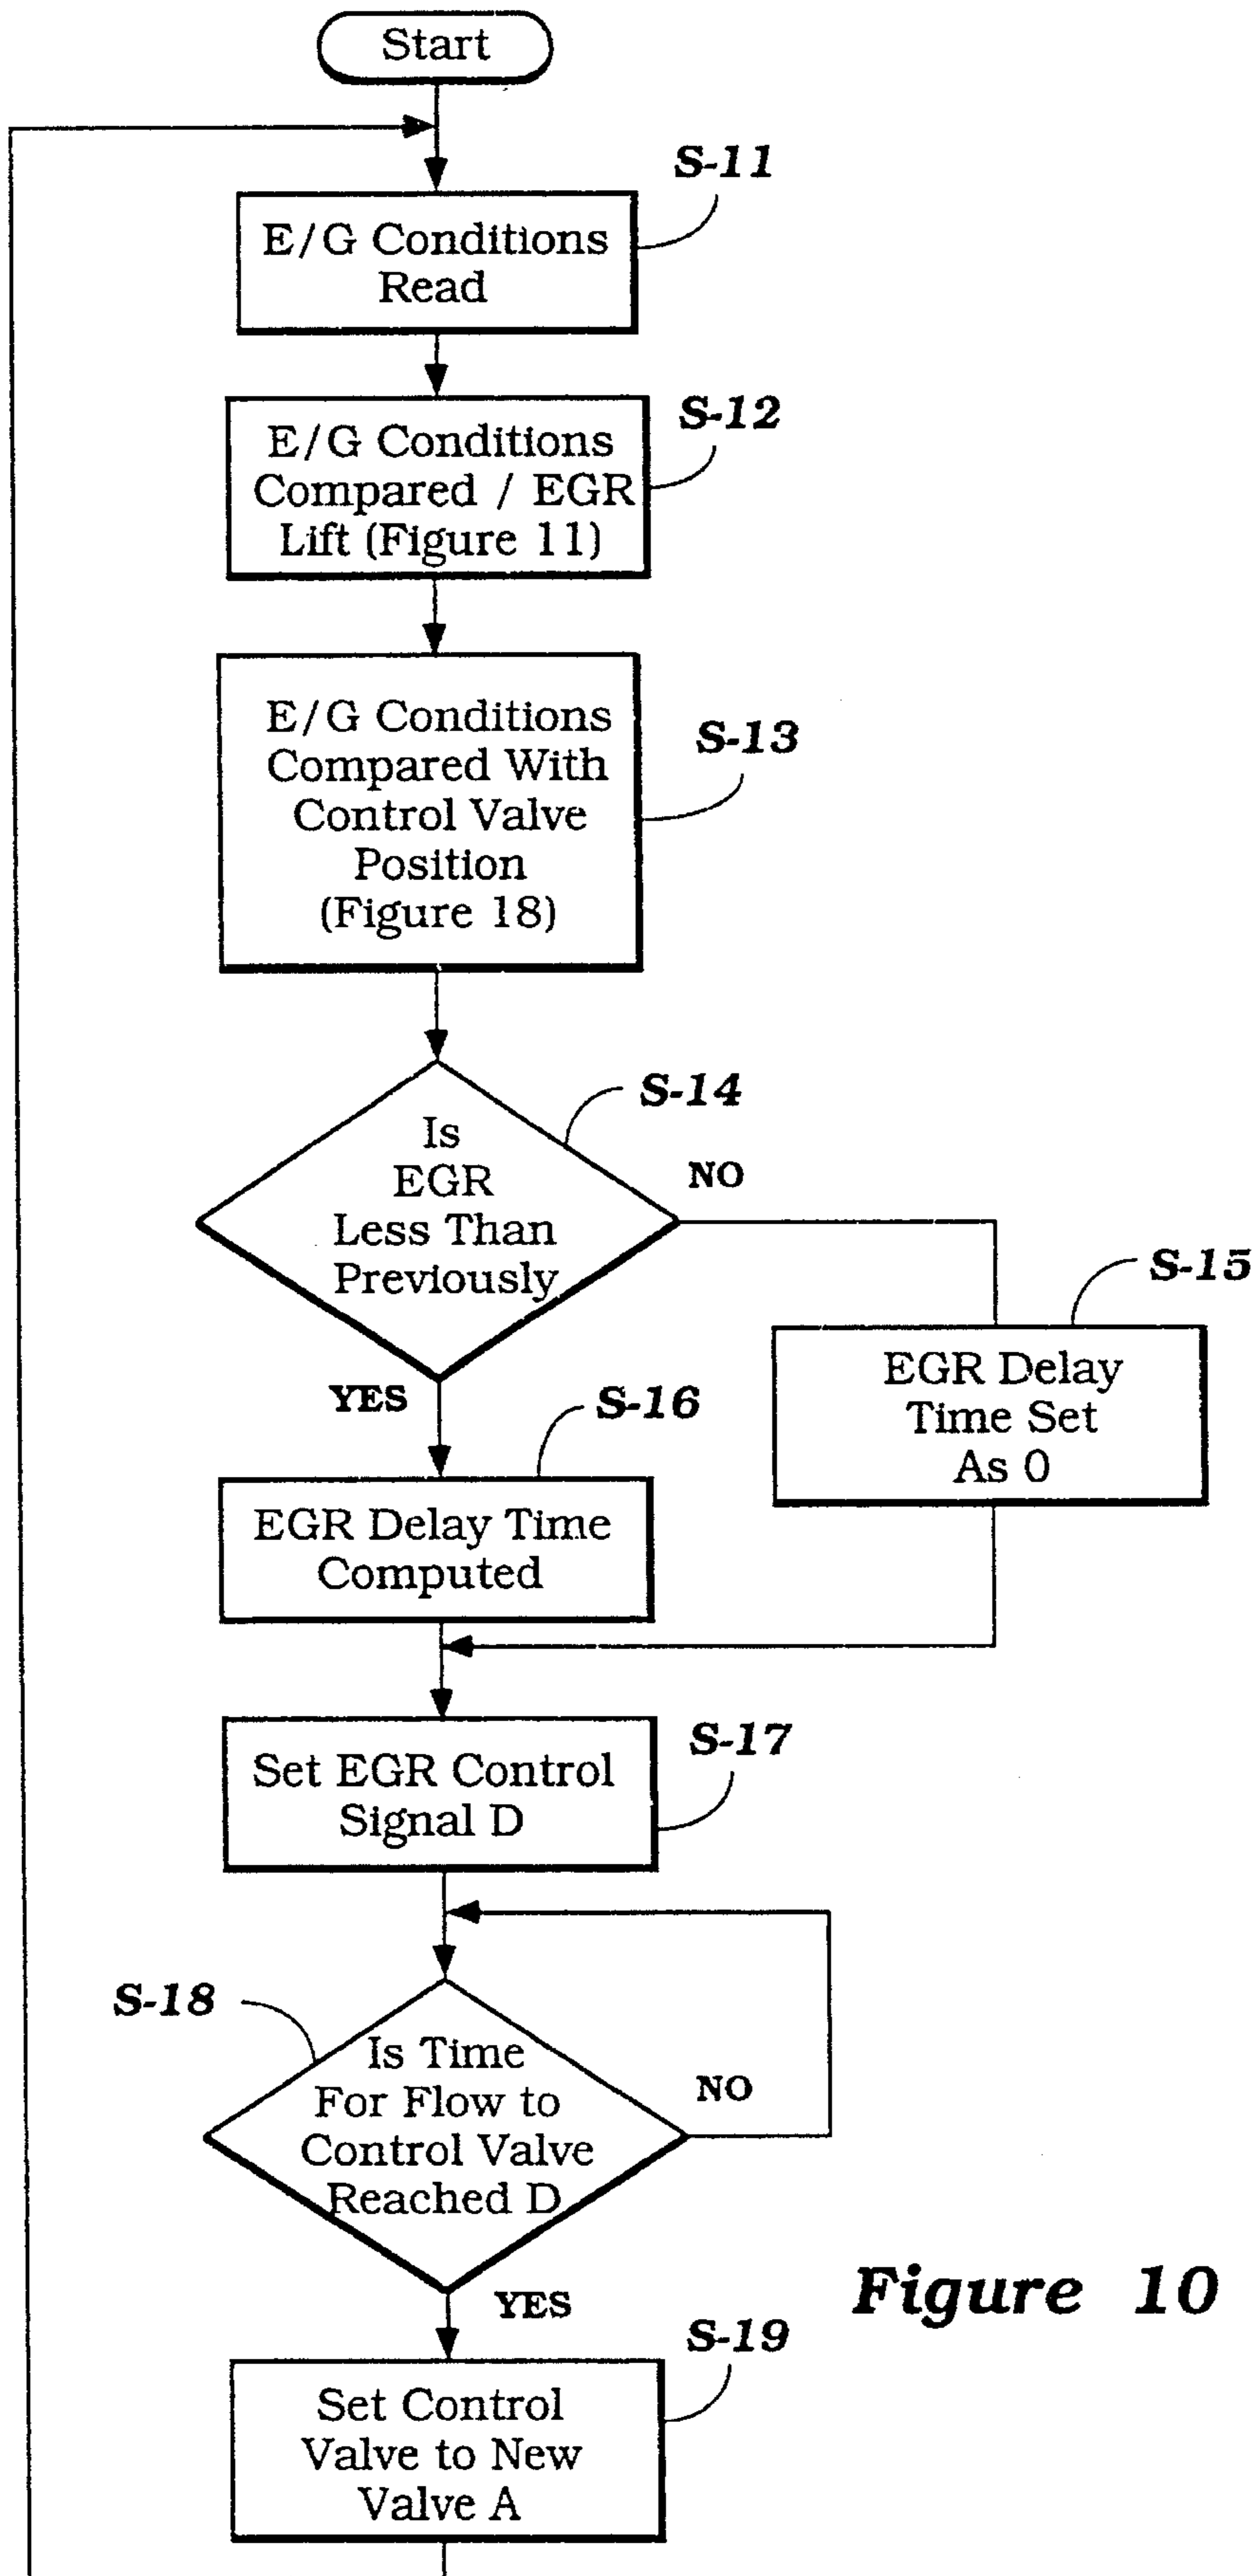 Start
S-11
E/G Conditions
Read
S-12
E/G Conditions
Compared / EGR
Lift (Figure 11)
S-13
E/G Conditions
Compared With
Control Valve
Position
(Figure 18)
S-14
Is
EGR
Less Than
Previously
NO
S-15
EGR Delay
Time Set
As 0
YES
S-16
EGR Delay Time
Computed
S-17
Set EGR Control
Signal D
S-18
Is Time
For Flow to
Control Valve
Reached D
NO
YES
Figure 10
S-19
Set Control
Valve to New
Valve A